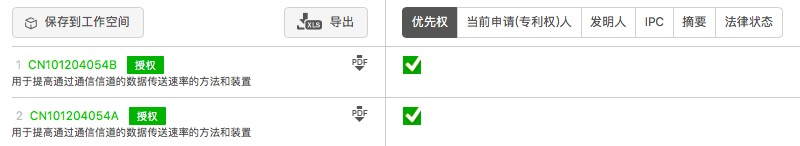 保存到工作空间
XLS 导出
优先权 当前申请(专利权)人 发明人 IPC 摘要 法律状态
1 CN101204054B 授权 PDF
用于提高通过通信信道的数据传送速率的方法和装置
2 CN101204054A 授权 PDF
用于提高通过通信信道的数据传送速率的方法和装置